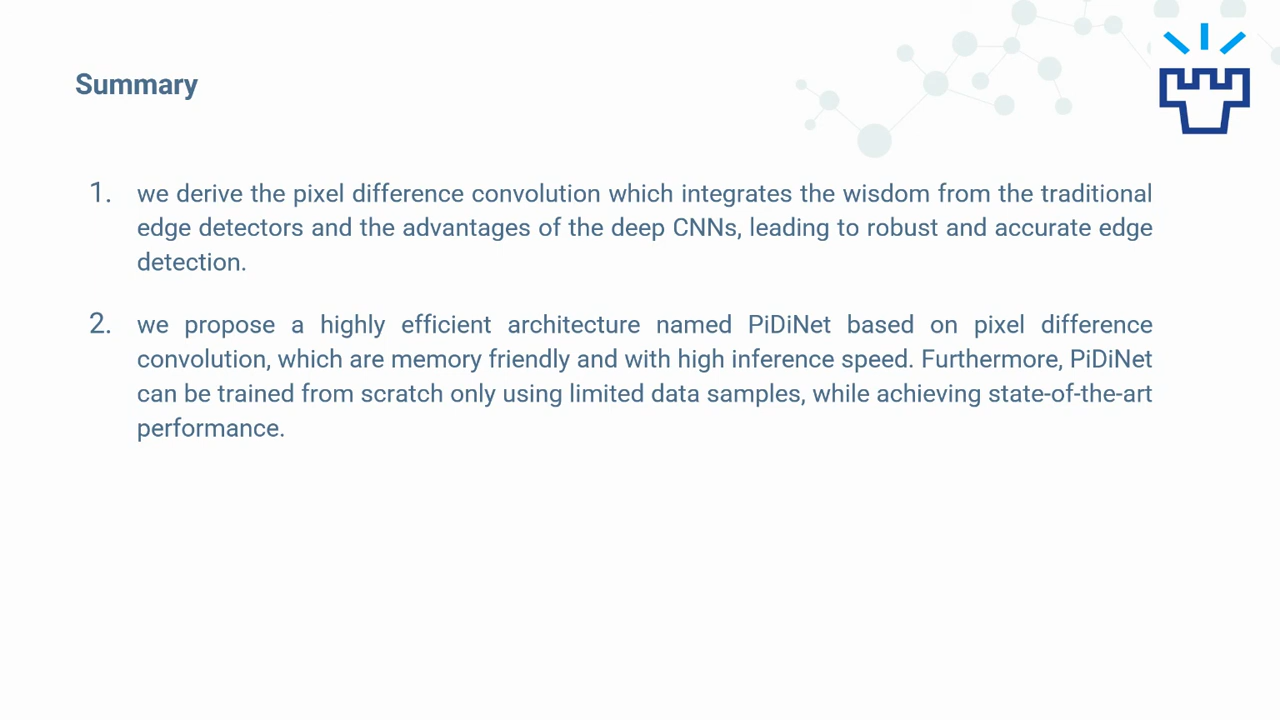 Summary
1. we derive the pixel difference convolution which integrates the wisdom from the traditional
edge detectors and the advantages of the deep CNNs, leading to robust and accurate edge
detection.
2. we propose a highly efficient architecture named PiDiNet based on pixel difference
convolution, which are memory friendly and with high inference speed. Furthermore, PiDiNet
can be trained from scratch only using limited data samples, while achieving state-of-the-art
performance.